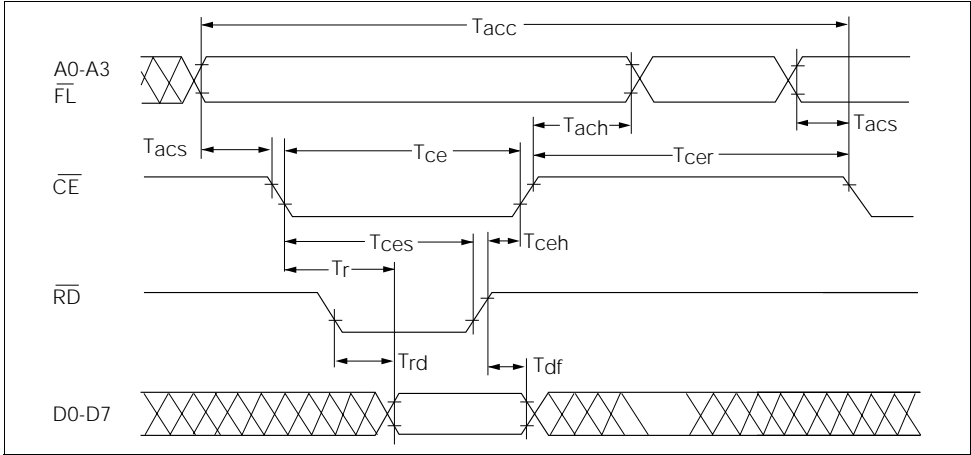 Tacc
A0-A3
FL
Tach
Tacs
Tacs
Tce
Tcer
CE
Tces
Tceh
Tr
RD
Trd
Tdf
D0-D7